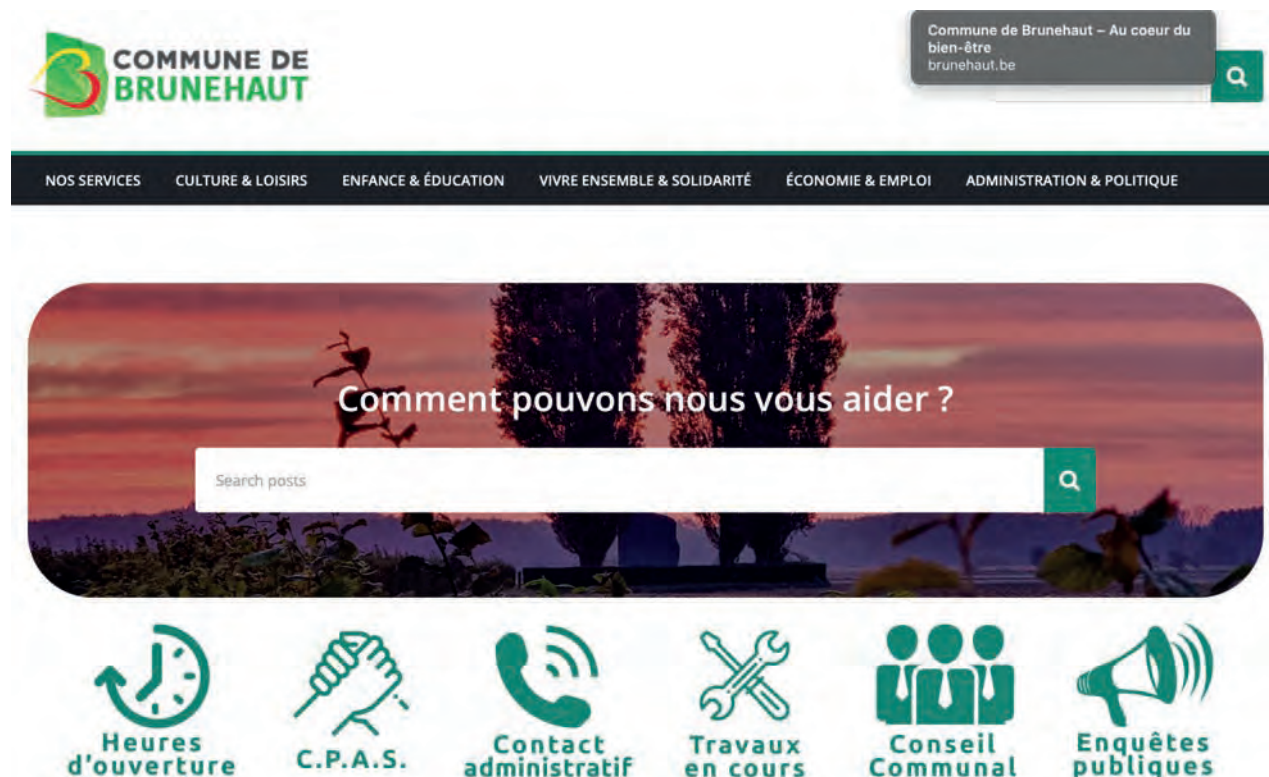 COMMUNE DE
BRUNEHAUT
Commune de Brunehaut – Au coeur du
bien-être
brunehaut.be
NOS SERVICES CULTURE & LOISIRS ENFANCE & ÉDUCATION VIVRE ENSEMBLE & SOLIDARITÉ ÉCONOMIE & EMPLOI ADMINISTRATION & POLITIQUE
Comment pouvons nous vous aider ?
Search posts
Heures
d'ouverture
C.P.A.S.
Contact
administratif
Travaux
en cours
Conseil
Communal
Enquêtes
publiques